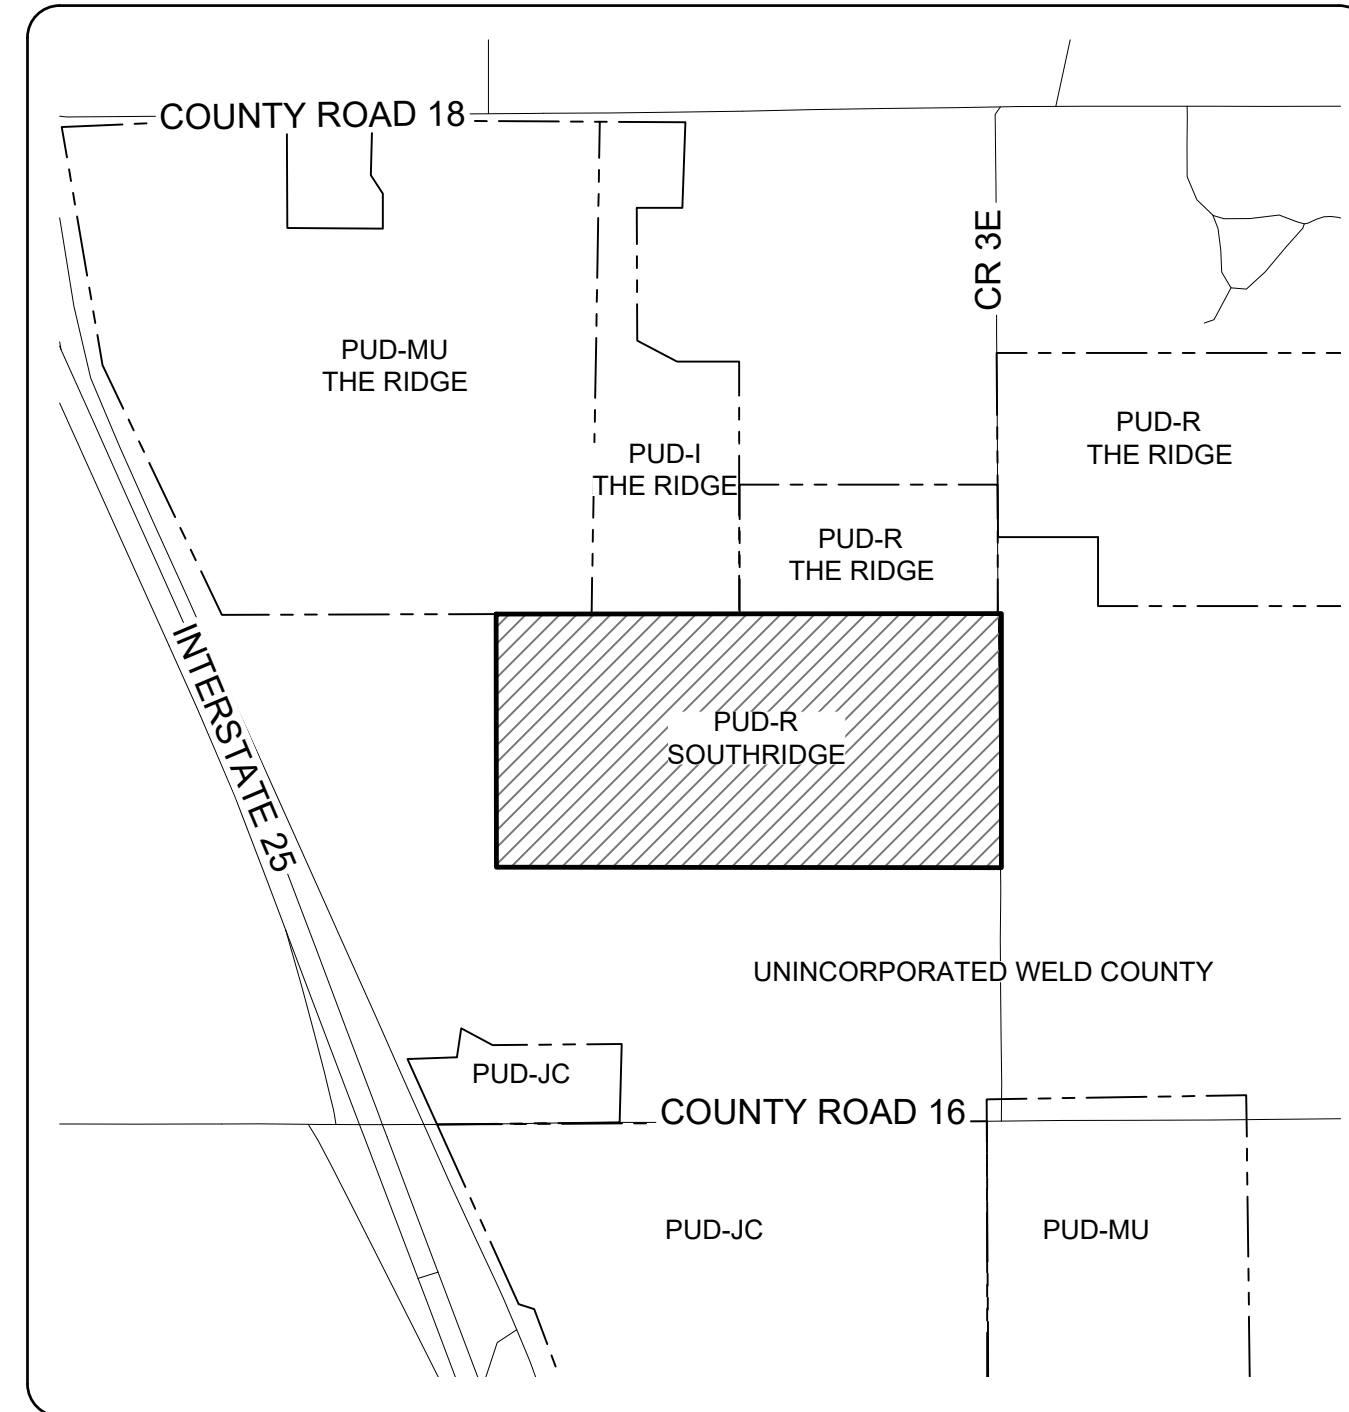 COUNTY ROAD 18
CR 3E
PUD-MU
THE RIDGE
PUD-R
THE RIDGE
PUD-I
THE RIDGE
PUD-R
THE RIDGE
INTERSTATE 25
PUD-R
SOUTHRIDGE
UNINCORPORATED WELD COUNTY
PUD-JC
COUNTY ROAD 16
PUD-JC
PUD-MU